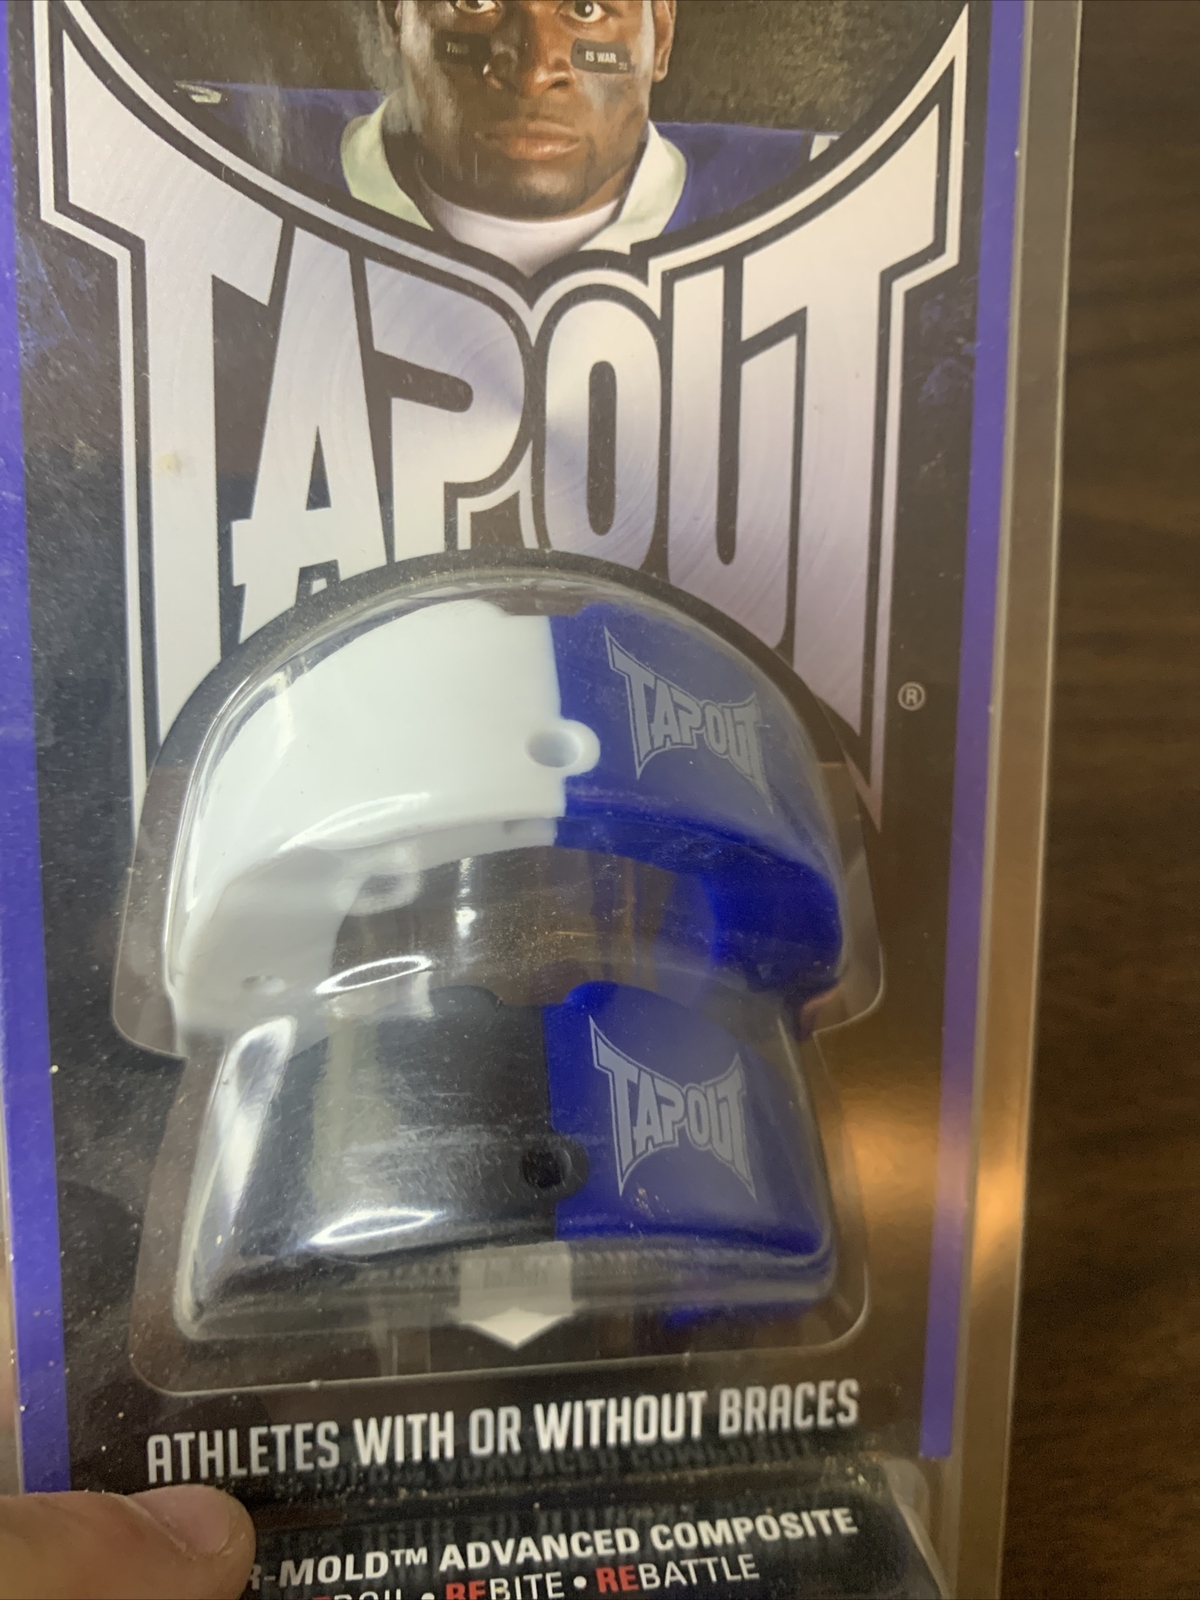 IS WAR
TAPOUT
®
TAPOUT
TAPOUT
ATHLETES WITH OR WITHOUT BRACES
R-MOLD™ ADVANCED COMPOSITE
• REBITE • REBATTLE